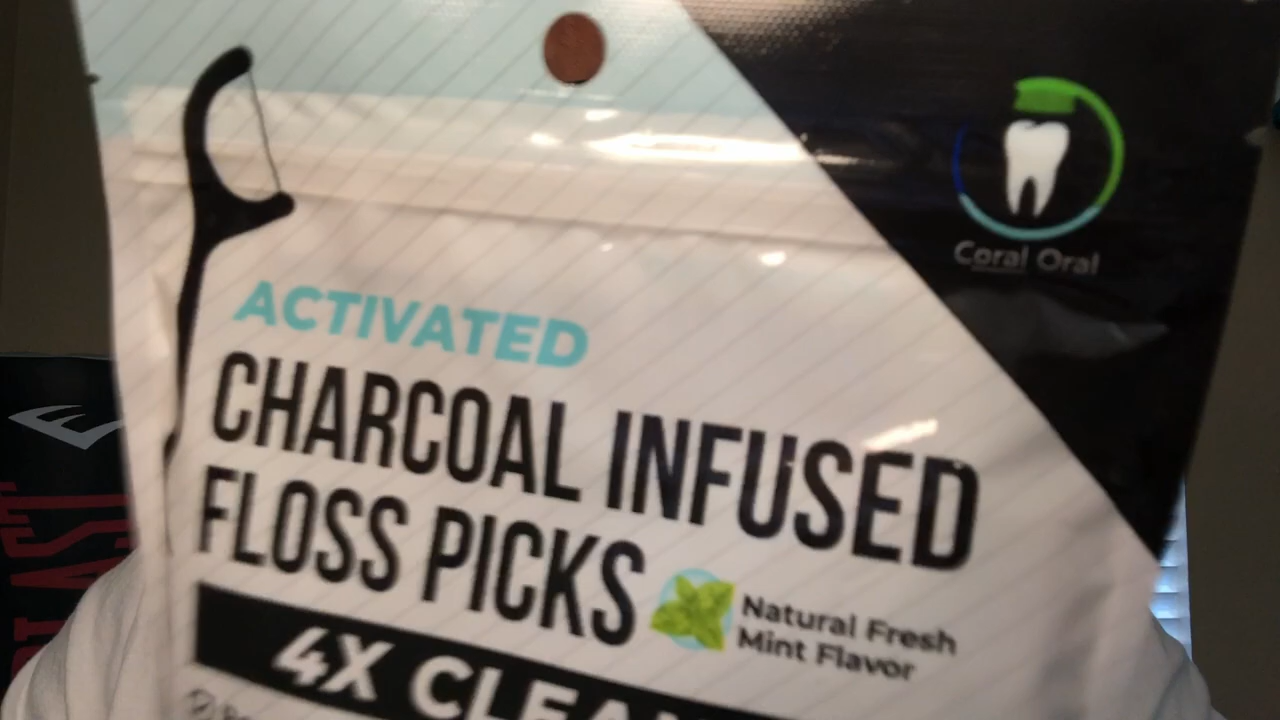 Coral Oral
ACTIVATED
CHARCOAL INFUSED
FLOSS PICKS
Natural Fresh
Mint Flavor
4X